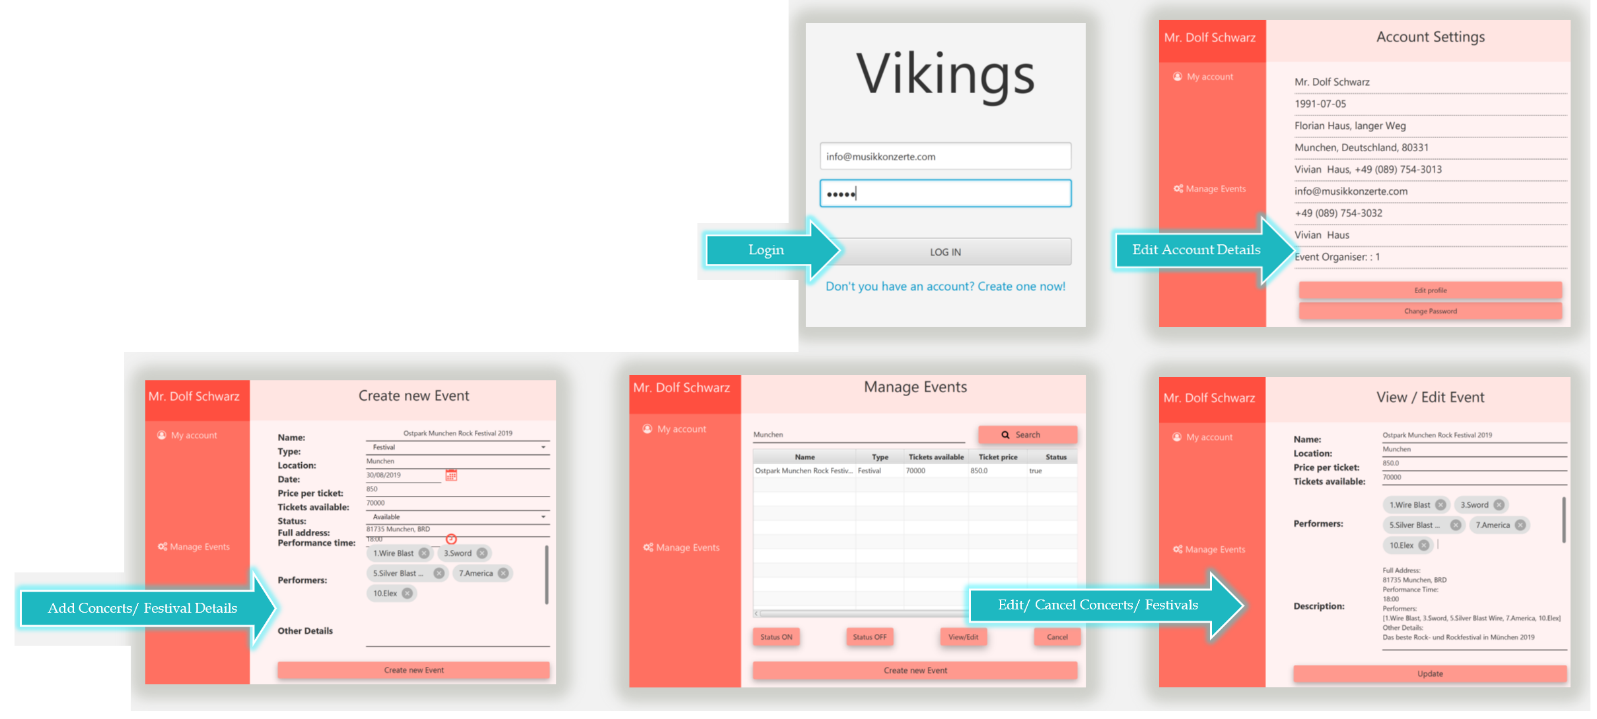 Vikings
info@musikkonzerte.com
•••••
Login
LOG IN
Don't you have an account? Create one now!
Mr. Dolf Schwarz
Account Settings
My account
Manage Events
Mr. Dolf Schwarz
1991-07-05
Florian Haus, langer Weg
Munchen, Deutschland, 80331
Vivian Haus, +49 (089) 754-3013
info@musikkonzerte.com
+49 (089) 754-3032
Vivian Haus
Edit Account Details
Event Organiser: : 1
Edit profile
Change Password
Mr. Dolf Schwarz
Create new Event
My account
Manage Events
Name: Ostpark Munchen Rock Festival 2019
Type: Festival
Location: Munchen
Date: 30/08/2019
Price per ticket: 850
Tickets available: 70000
Status: Available
Full address: 81735 Munchen, BRD
Performance time: 18:00
Performers:
1.Wire Blast 3.Sword
5.Silver Blast ... 7.America
10.Elex
Add Concerts/ Festival Details
Other Details
Create new Event
Mr. Dolf Schwarz
Manage Events
My account
Manage Events
Munchen
Search
Name Type Tickets available Ticket price Status
Ostpark Munchen Rock Festiv... Festival 70000 850.0 true
Status ON Status OFF View/Edit Cancel
Create new Event
Edit/ Cancel Concerts/ Festivals
Mr. Dolf Schwarz
View / Edit Event
My account
Manage Events
Name: Ostpark Munchen Rock Festival 2019
Location: Munchen
Price per ticket: 850.0
Tickets available: 70000
Performers:
1.Wire Blast 3.Sword
5.Silver Blast ... 7.America
10.Elex
Description:
Full Address:
81735 Munchen, BRD
Performance Time:
18:00
Performers:
[1.Wire Blast, 3.Sword, 5.Silver Blast Wire, 7.America, 10.Elex]
Other Details:
Das beste Rock- und Rockfestival in München 2019
Update